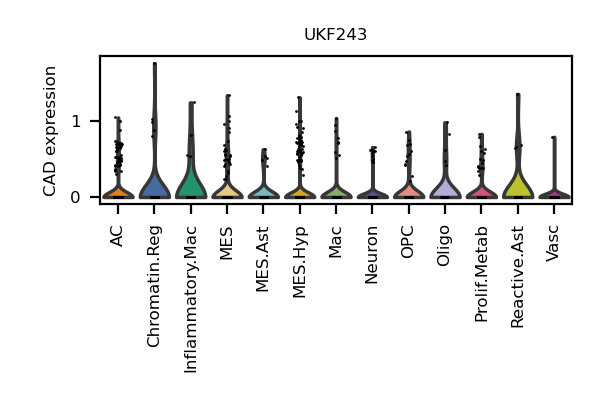 UKF243
CAD expression
1
0
AC
Chromatin.Reg
Inflammatory.Mac
MES
MES.Ast
MES.Hyp
Mac
Neuron
OPC
Oligo
Prolif.Metab
Reactive.Ast
Vasc